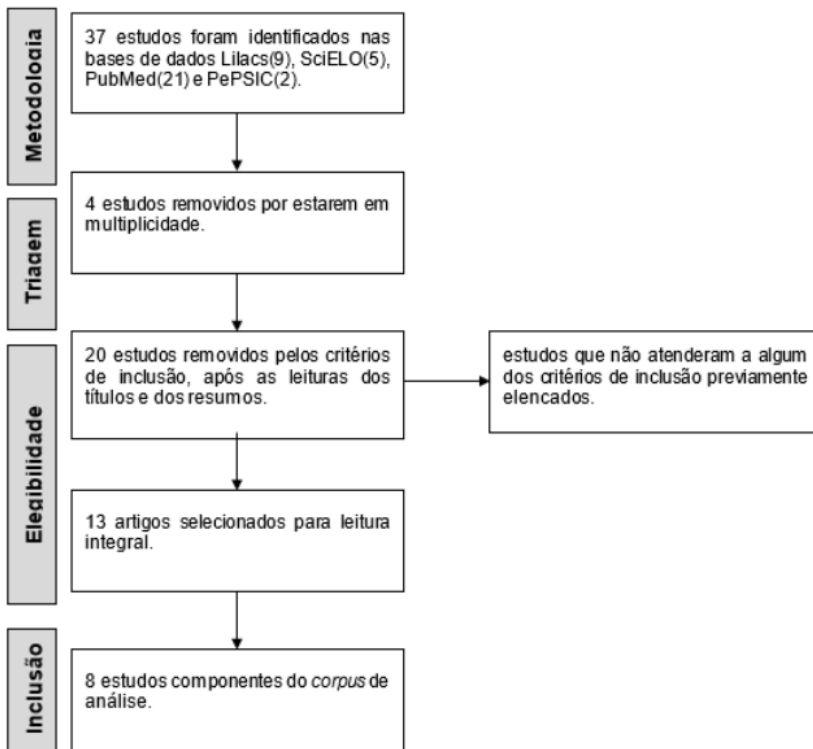 Metodologia
37 estudos foram identificados nas
bases de dados Lilacs(9), SciELO(5),
PubMed(21) e PePSIC(2).
Triagem
4 estudos removidos por estarem em
multiplicidade.
Elegibilidade
20 estudos removidos pelos critérios
de inclusão, após as leituras dos
títulos e dos resumos.
estudos que não atenderam a algum
dos critérios de inclusão previamente
elencados.
13 artigos selecionados para leitura
integral.
Inclusão
8 estudos componentes do corpus de
análise.